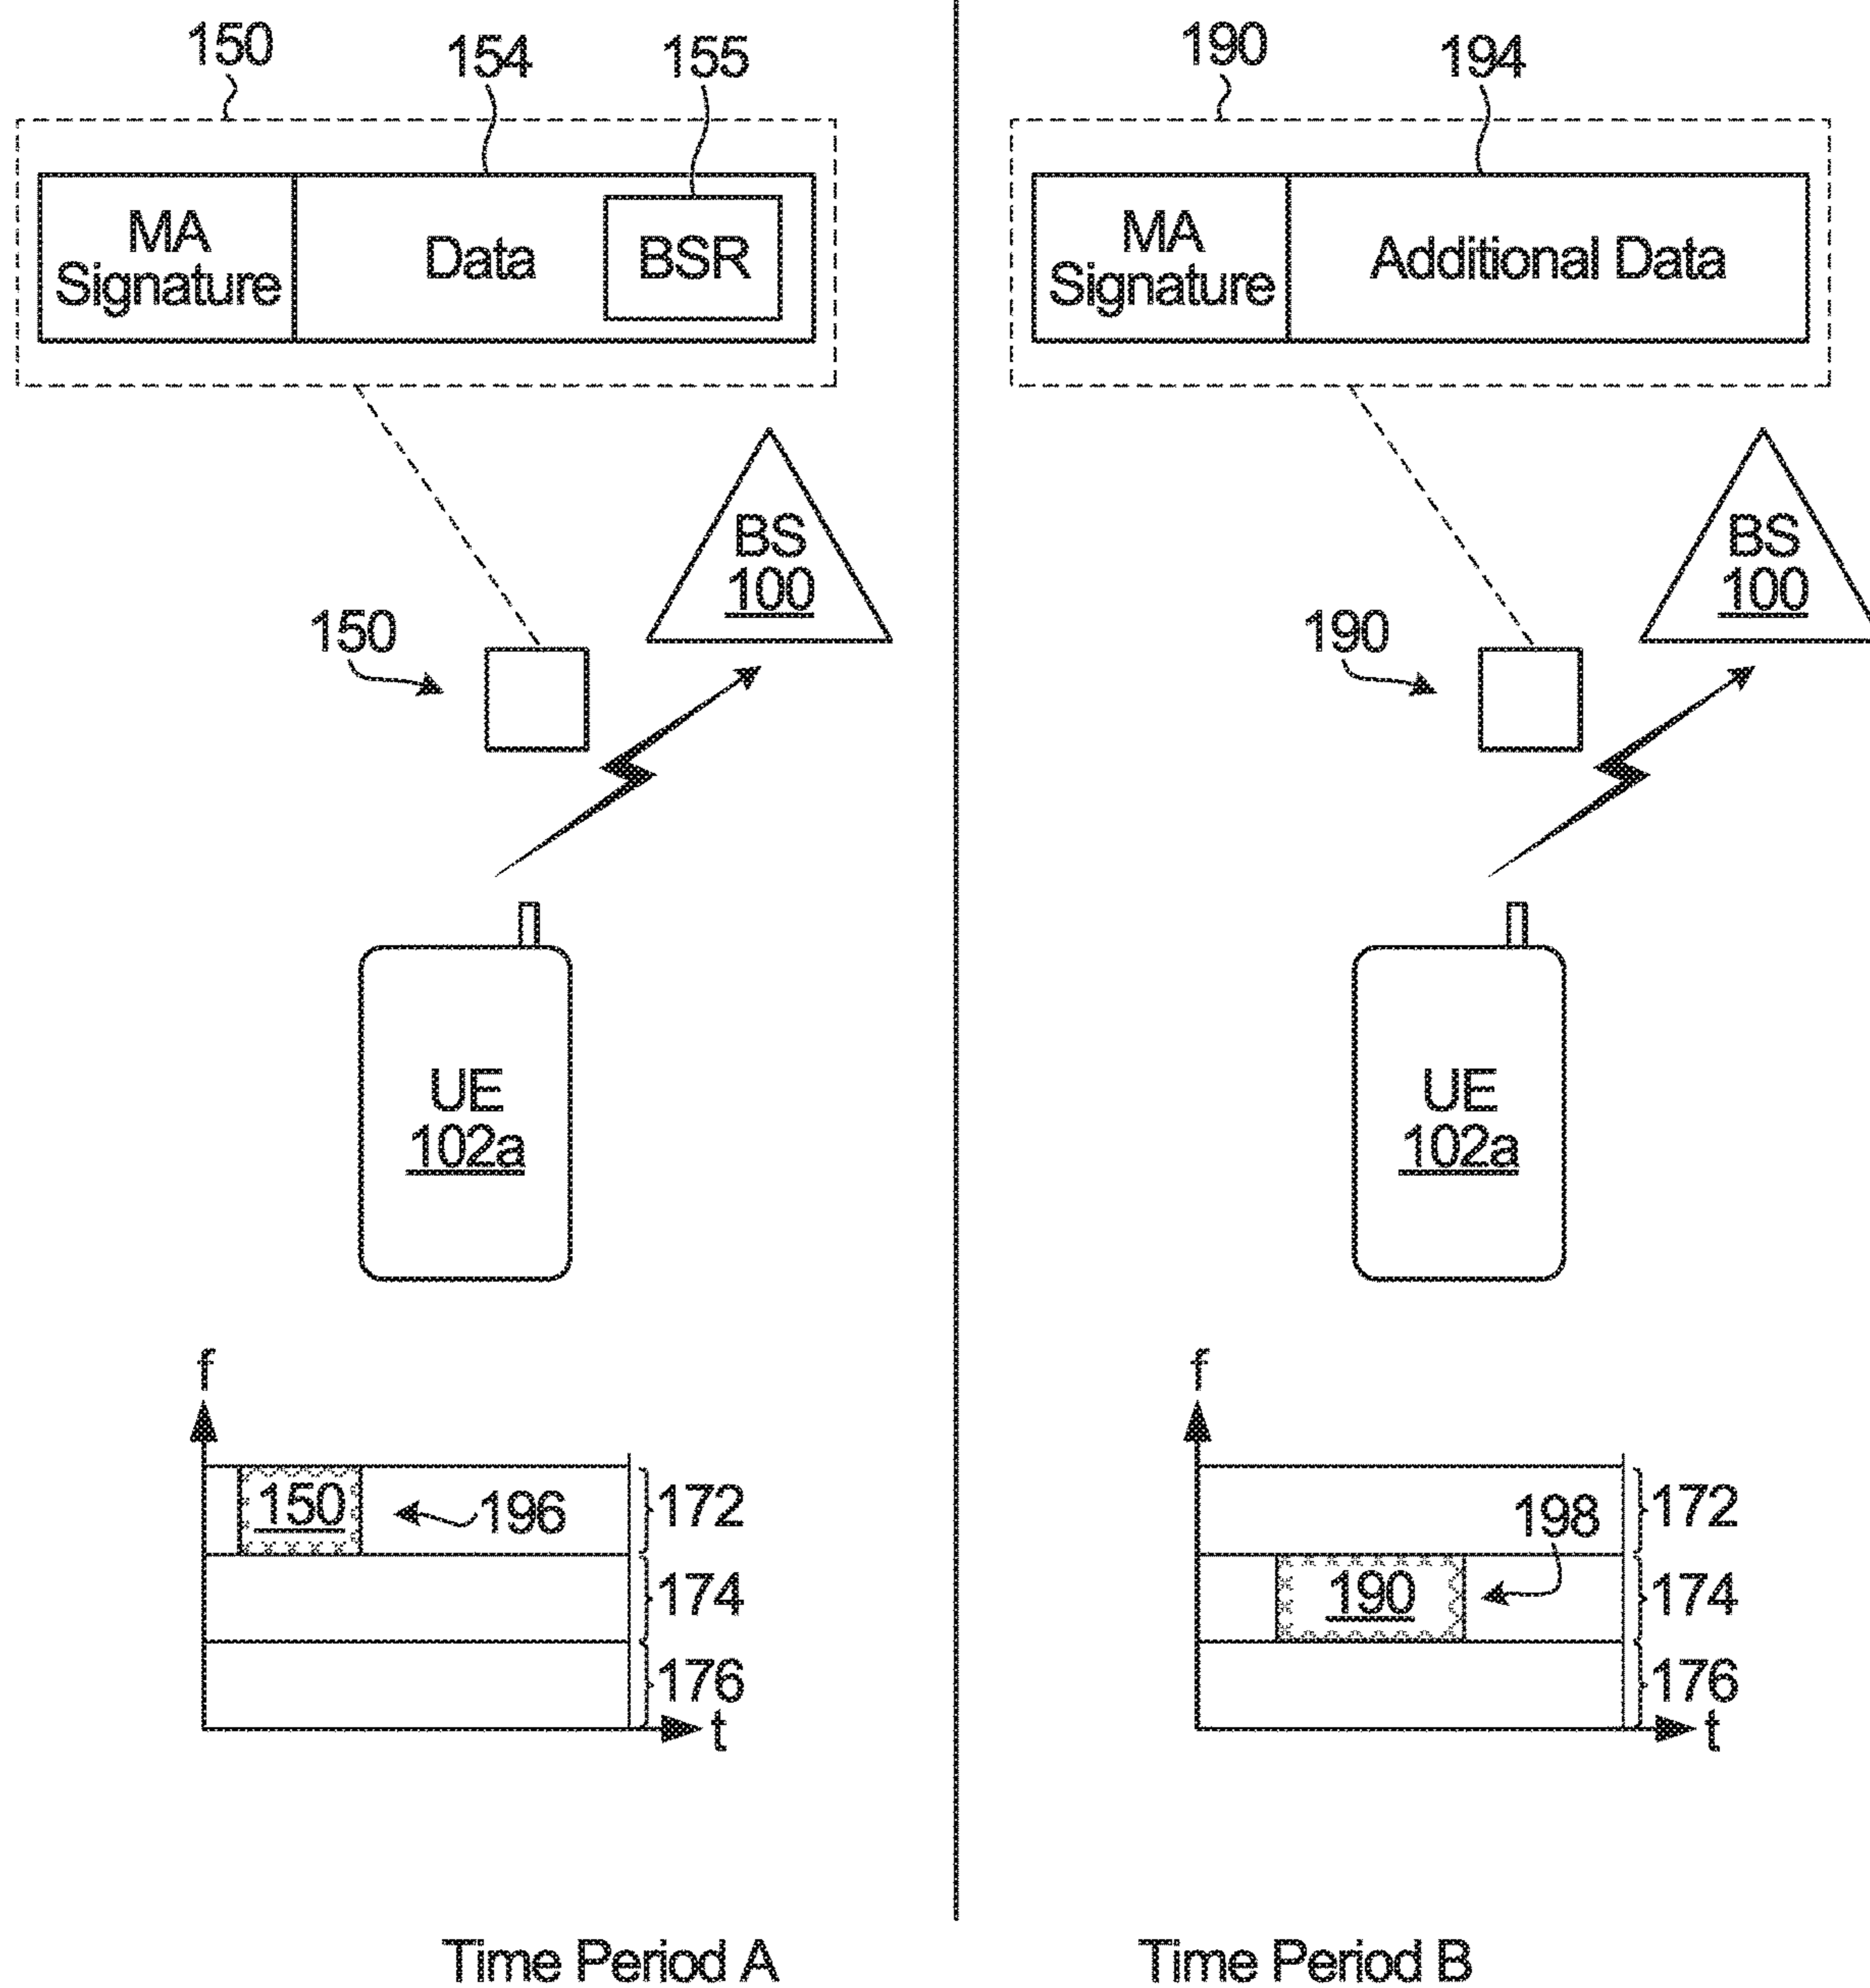 150
154
155
MA
Signature
Data
BSR
BS
100
150
UE
102a
f
150
196
172
174
176
t
Time Period A
190
194
MA
Signature
Additional Data
BS
100
190
UE
102a
f
172
198
190
174
176
t
Time Period B